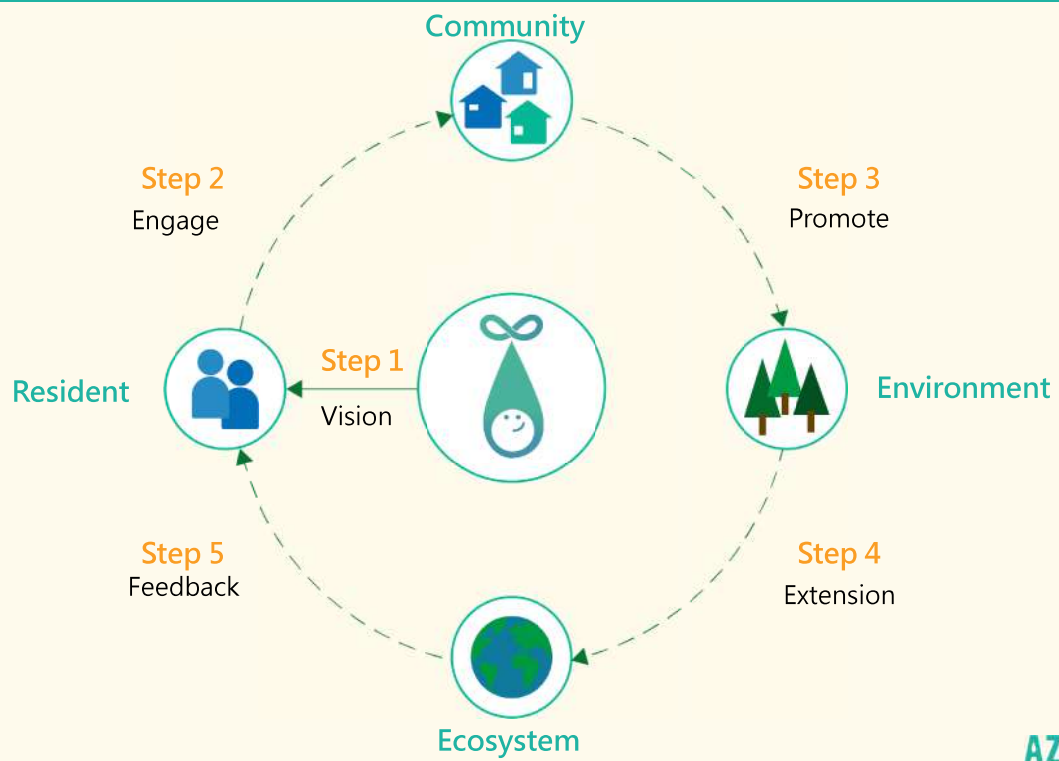 Community
Step 2
Engage
Step 3
Promote
Step 1
Vision
Resident
Environment
Step 5
Feedback
Step 4
Extension
Ecosystem
AZ